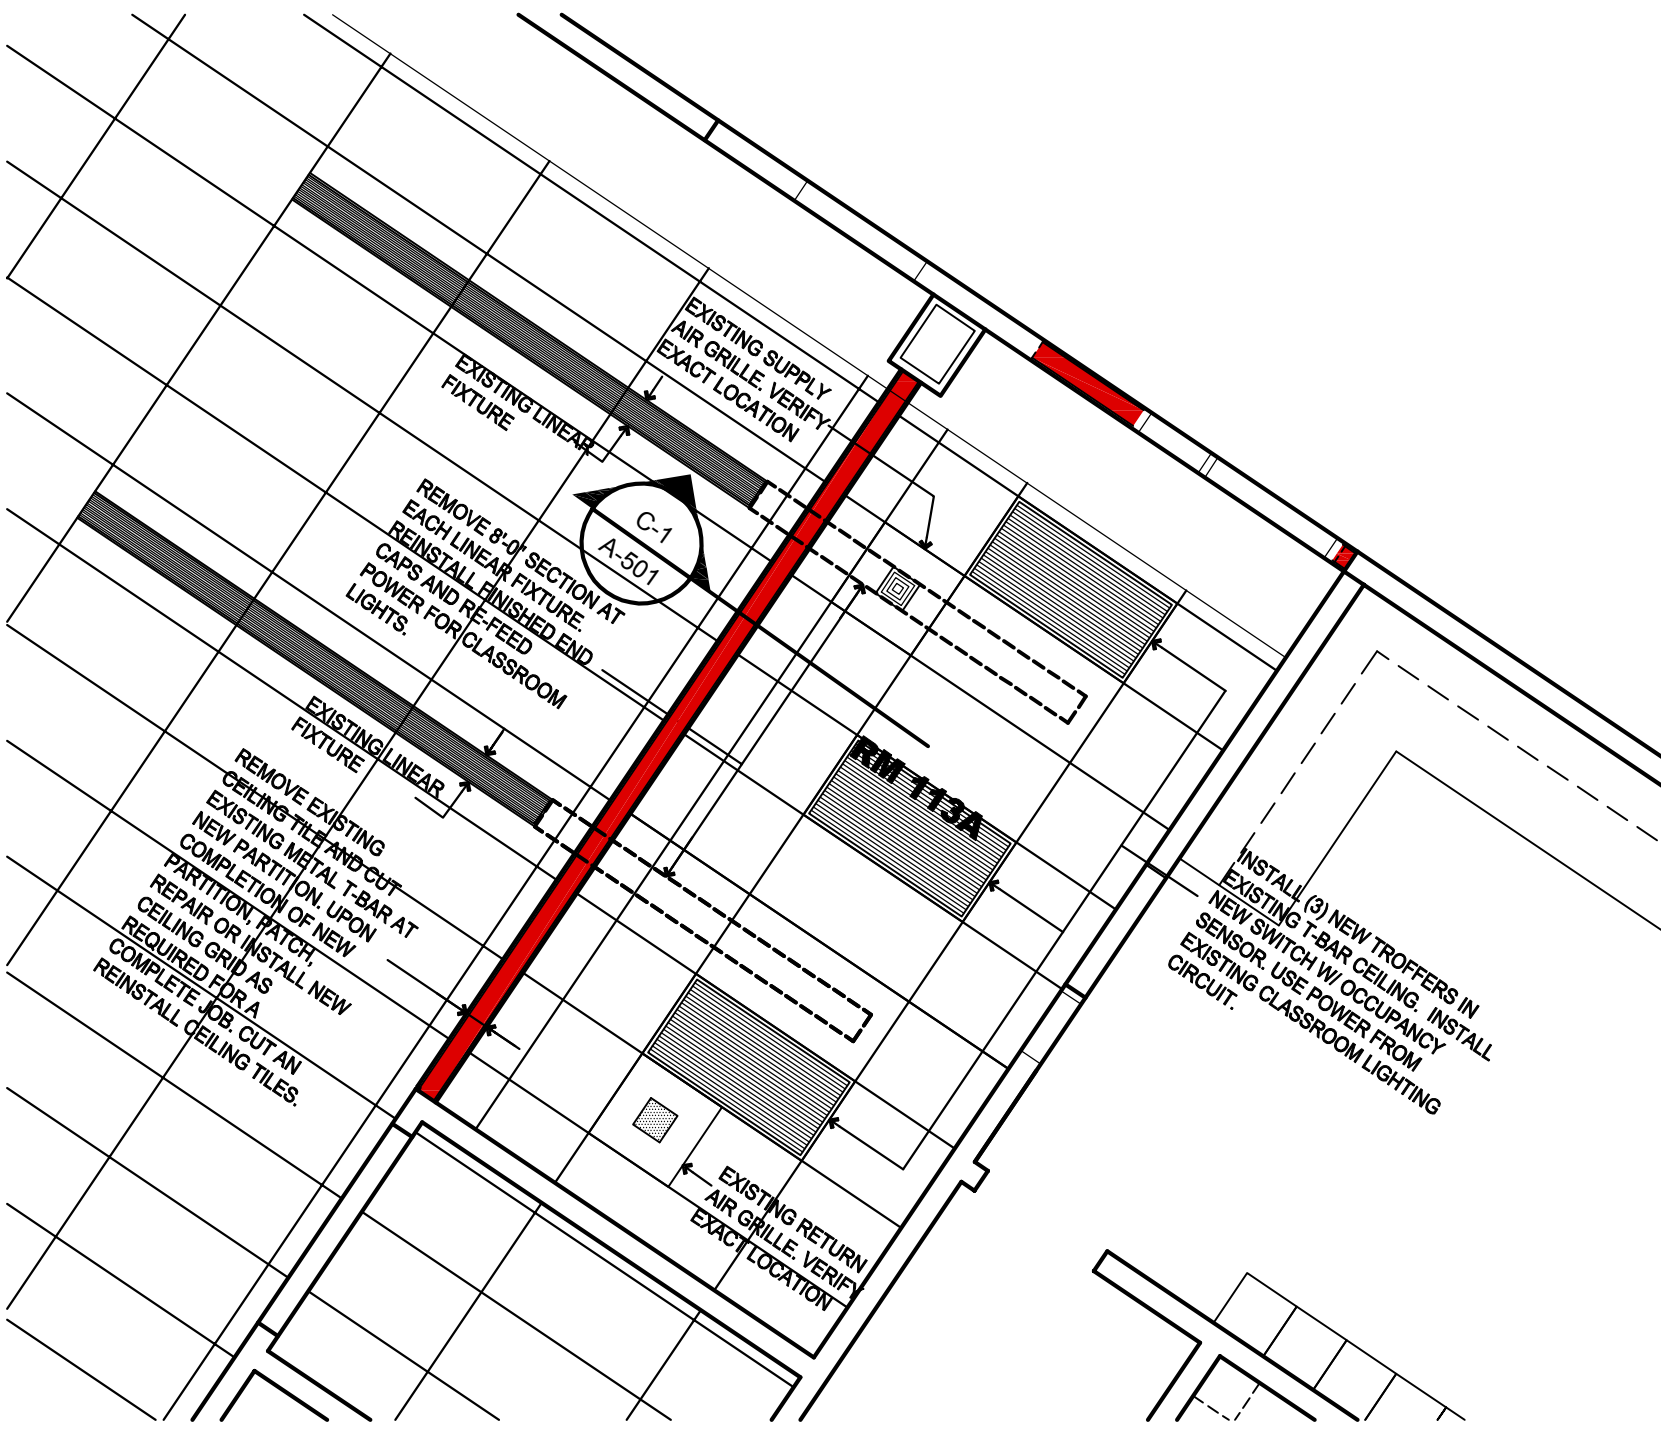 EXISTING SUPPLY
AIR GRILLE. VERIFY
EXACT LOCATION
EXISTING LINEAR
FIXTURE
REMOVE 8'-0" SECTION AT
EACH LINEAR FIXTURE.
REINSTALL FINISHED END
CAPS AND RE-FEED
POWER FOR CLASSROOM
LIGHTS.
C-1
A-501
EXISTING LINEAR
FIXTURE
REMOVE EXISTING
CEILING TILE AND CUT
EXISTING METAL T-BAR AT
NEW PARTITION. UPON
COMPLETION OF NEW
PARTITION, PATCH,
REPAIR OR INSTALL NEW
CEILING GRID AS
REQUIRED FOR A
COMPLETE JOB. CUT AN
REINSTALL CEILING TILES.
RM 113A
INSTALL (3) NEW TROFFERS IN
EXISTING T-BAR CEILING. INSTALL
NEW SWITCH W/ OCCUPANCY
SENSOR. USE POWER FROM
EXISTING CLASSROOM LIGHTING
CIRCUIT.
EXISTING RETURN
AIR GRILLE. VERIFY
EXACT LOCATION